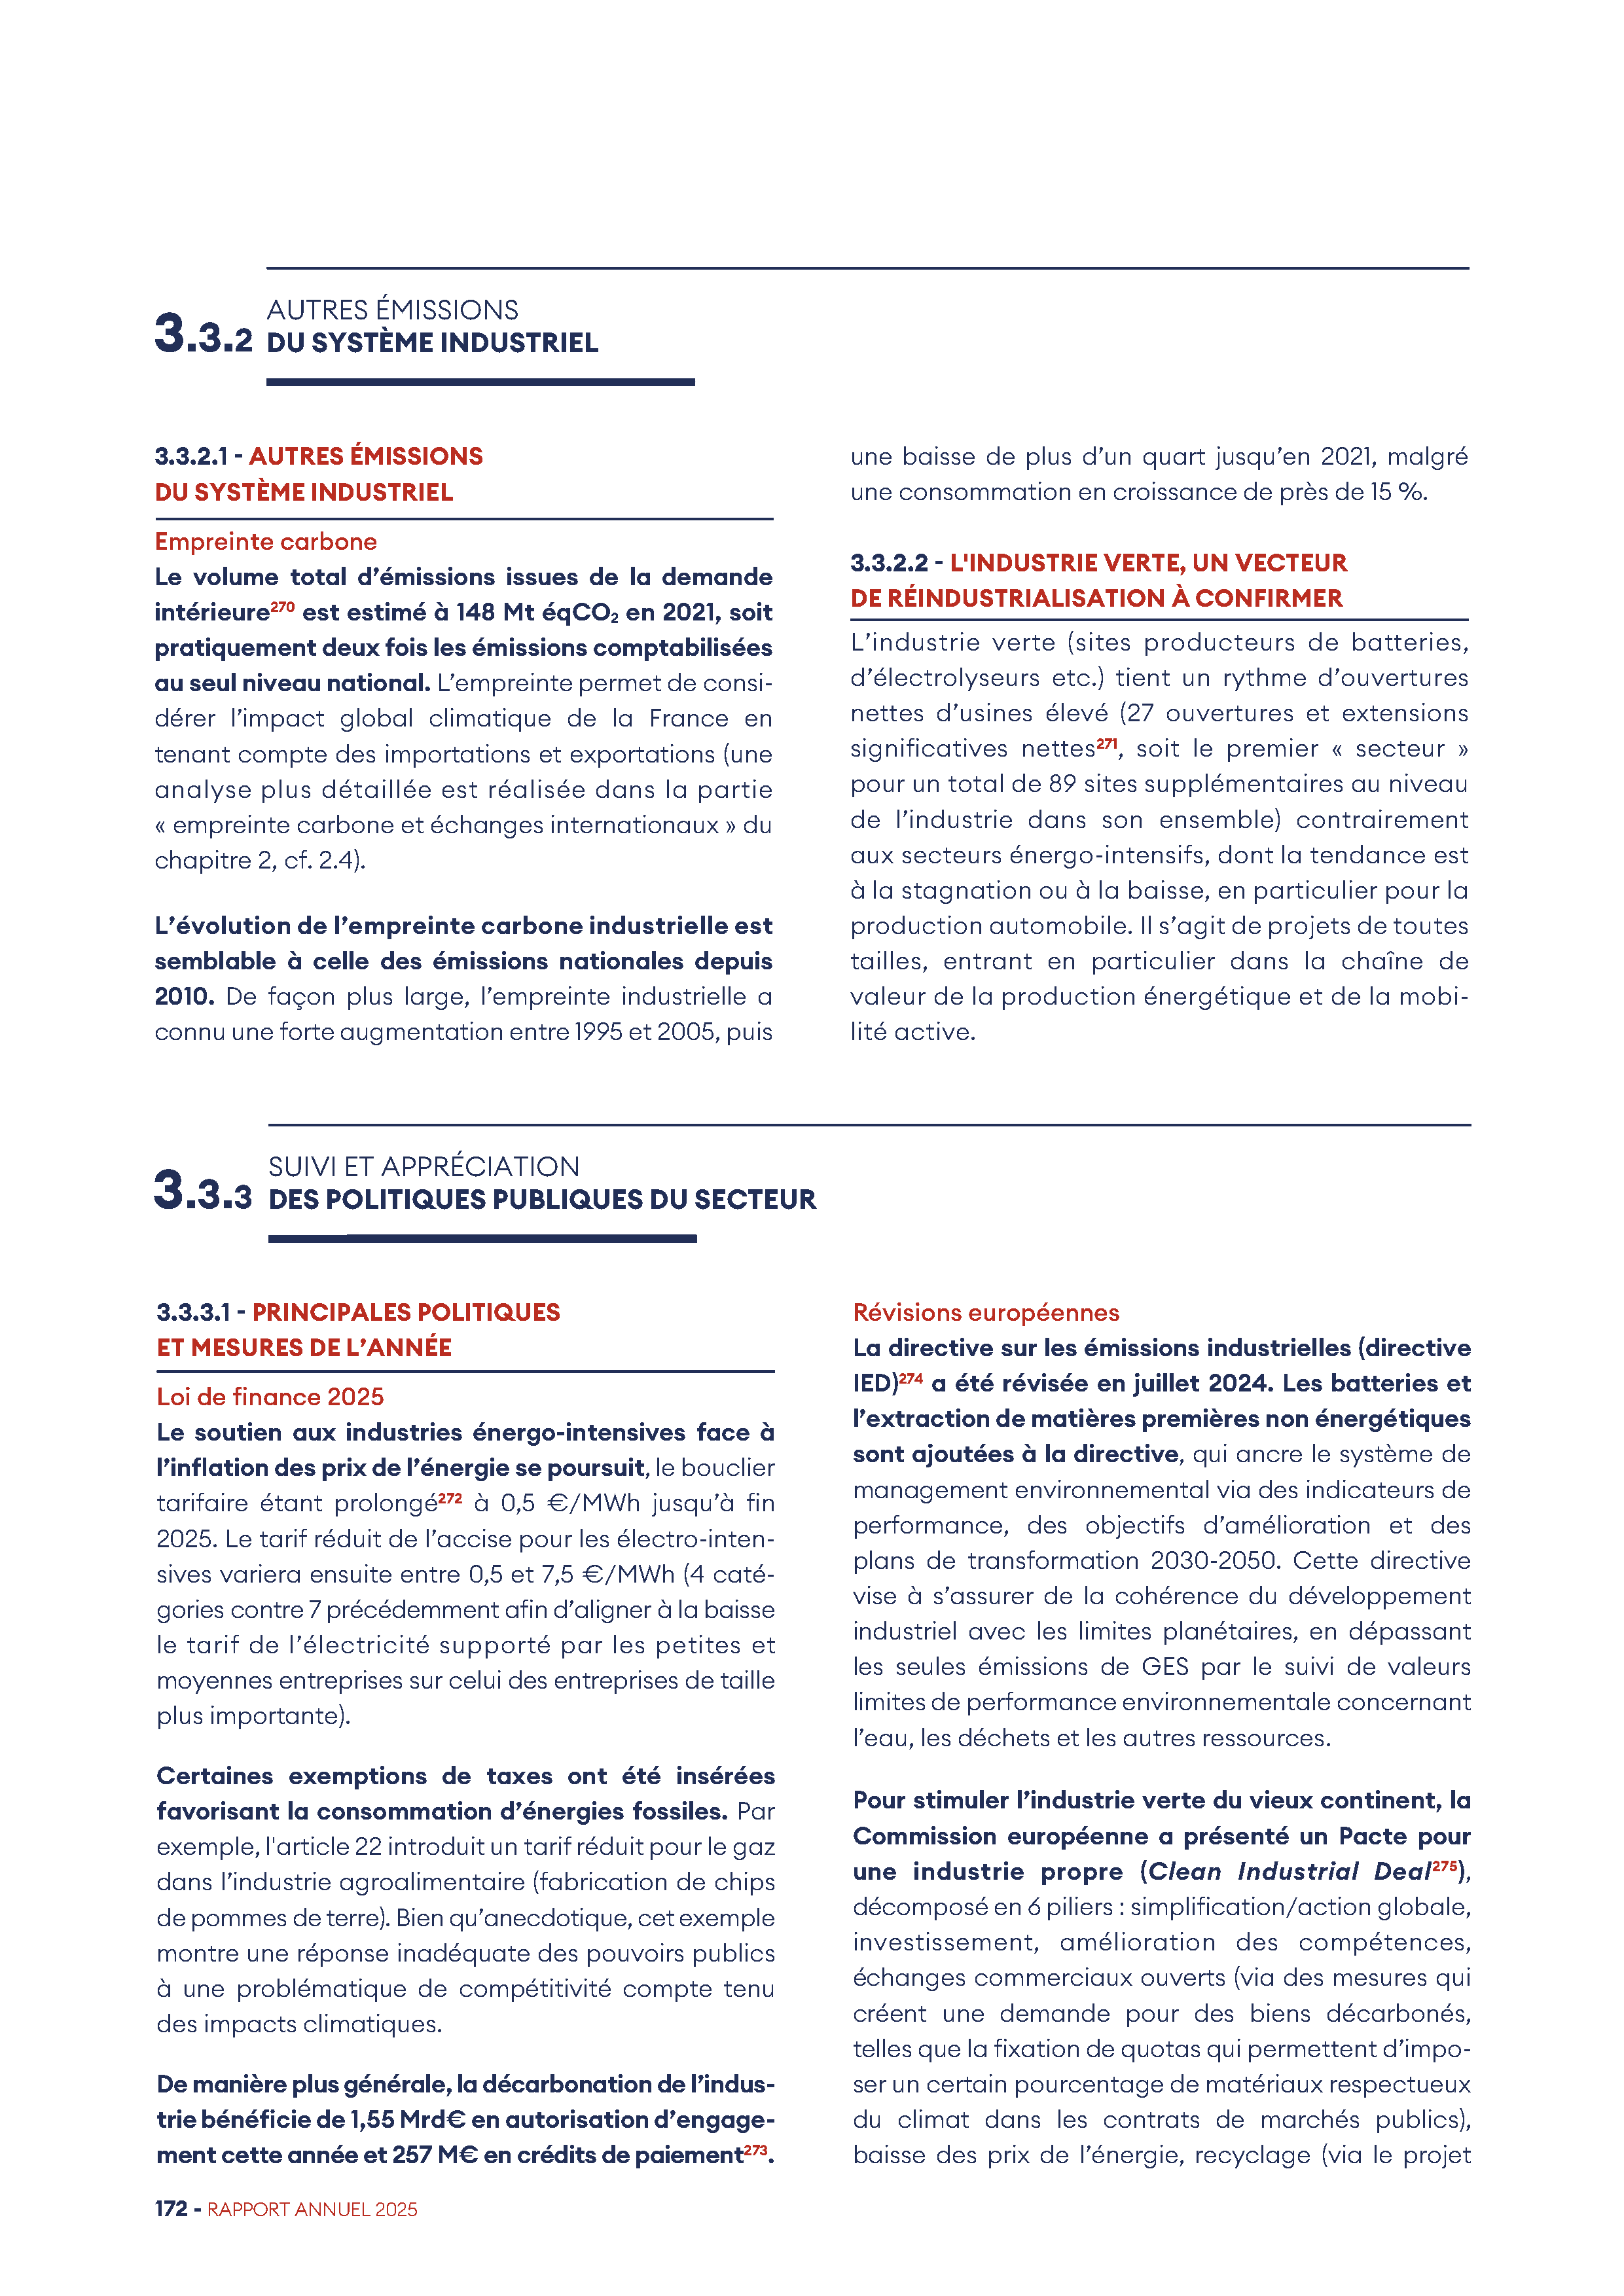 3.3.2 AUTRES ÉMISSIONS
DU SYSTÈME INDUSTRIEL
3.3.2.1 - AUTRES ÉMISSIONS
DU SYSTÈME INDUSTRIEL
Empreinte carbone
Le volume total d’émissions issues de la demande
intérieure270 est estimé à 148 Mt éqCO₂ en 2021, soit
pratiquement deux fois les émissions comptabilisées
au seul niveau national. L’empreinte permet de consi-
dérer l’impact global climatique de la France en
tenant compte des importations et exportations (une
analyse plus détaillée est réalisée dans la partie
« empreinte carbone et échanges internationaux » du
chapitre 2, cf. 2.4).
L’évolution de l’empreinte carbone industrielle est
semblable à celle des émissions nationales depuis
2010. De façon plus large, l’empreinte industrielle a
connu une forte augmentation entre 1995 et 2005, puis
une baisse de plus d’un quart jusqu’en 2021, malgré
une consommation en croissance de près de 15 %.
3.3.2.2 - L'INDUSTRIE VERTE, UN VECTEUR
DE RÉINDUSTRIALISATION À CONFIRMER
L’industrie verte (sites producteurs de batteries,
d’électrolyseurs etc.) tient un rythme d’ouvertures
nettes d’usines élevé (27 ouvertures et extensions
significatives nettes271, soit le premier « secteur »
pour un total de 89 sites supplémentaires au niveau
de l’industrie dans son ensemble) contrairement
aux secteurs énergo-intensifs, dont la tendance est
à la stagnation ou à la baisse, en particulier pour la
production automobile. Il s’agit de projets de toutes
tailles, entrant en particulier dans la chaîne de
valeur de la production énergétique et de la mobi-
lité active.
3.3.3 SUIVI ET APPRÉCIATION
DES POLITIQUES PUBLIQUES DU SECTEUR
3.3.3.1 - PRINCIPALES POLITIQUES
ET MESURES DE L’ANNÉE
Loi de finance 2025
Le soutien aux industries énergo-intensives face à
l’inflation des prix de l’énergie se poursuit, le bouclier
tarifaire étant prolongé272 à 0,5 €/MWh jusqu’à fin
2025. Le tarif réduit de l’accise pour les électro-inten-
sives variera ensuite entre 0,5 et 7,5 €/MWh (4 caté-
gories contre 7 précédemment afin d’aligner à la baisse
le tarif de l’électricité supporté par les petites et
moyennes entreprises sur celui des entreprises de taille
plus importante).
Certaines exemptions de taxes ont été insérées
favorisant la consommation d’énergies fossiles. Par
exemple, l'article 22 introduit un tarif réduit pour le gaz
dans l’industrie agroalimentaire (fabrication de chips
de pommes de terre). Bien qu’anecdotique, cet exemple
montre une réponse inadéquate des pouvoirs publics
à une problématique de compétitivité compte tenu
des impacts climatiques.
De manière plus générale, la décarbonation de l’indus-
trie bénéficie de 1,55 Mrd€ en autorisation d’engage-
ment cette année et 257 M€ en crédits de paiement273.
Révisions européennes
La directive sur les émissions industrielles (directive
IED)274 a été révisée en juillet 2024. Les batteries et
l’extraction de matières premières non énergétiques
sont ajoutées à la directive, qui ancre le système de
management environnemental via des indicateurs de
performance, des objectifs d’amélioration et des
plans de transformation 2030-2050. Cette directive
vise à s’assurer de la cohérence du développement
industriel avec les limites planétaires, en dépassant
les seules émissions de GES par le suivi de valeurs
limites de performance environnementale concernant
l’eau, les déchets et les autres ressources.
Pour stimuler l’industrie verte du vieux continent, la
Commission européenne a présenté un Pacte pour
une industrie propre (Clean Industrial Deal275),
décomposé en 6 piliers : simplification/action globale,
investissement, amélioration des compétences,
échanges commerciaux ouverts (via des mesures qui
créent une demande pour des biens décarbonés,
telles que la fixation de quotas qui permettent d’impo-
ser un certain pourcentage de matériaux respectueux
du climat dans les contrats de marchés publics),
baisse des prix de l’énergie, recyclage (via le projet
172 - RAPPORT ANNUEL 2025